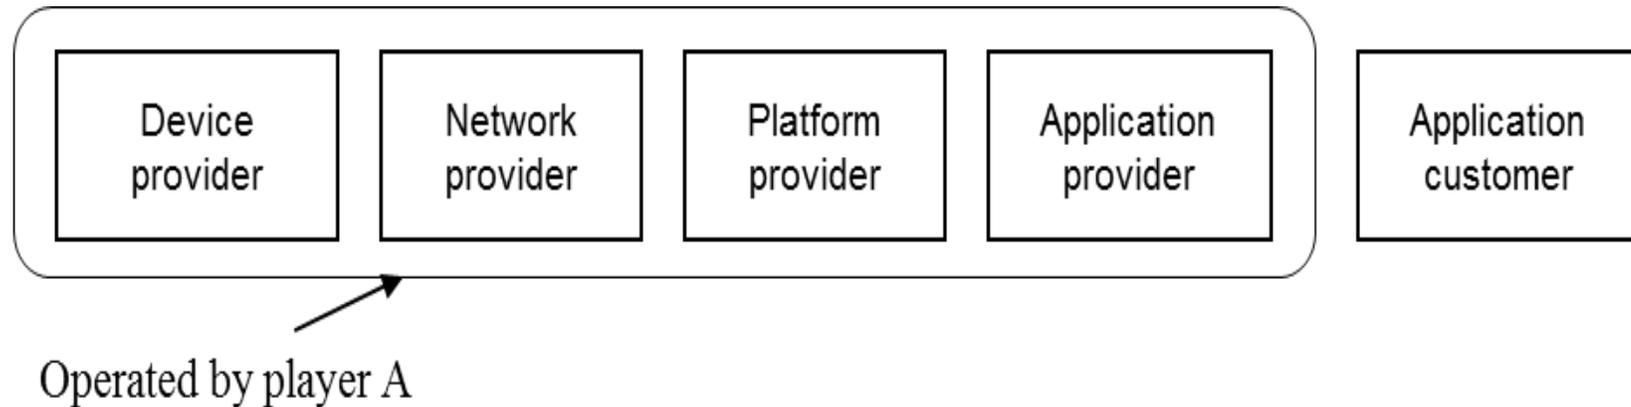 Device
provider
Network
provider
Platform
provider
Application
provider
Application
customer
Operated by player A